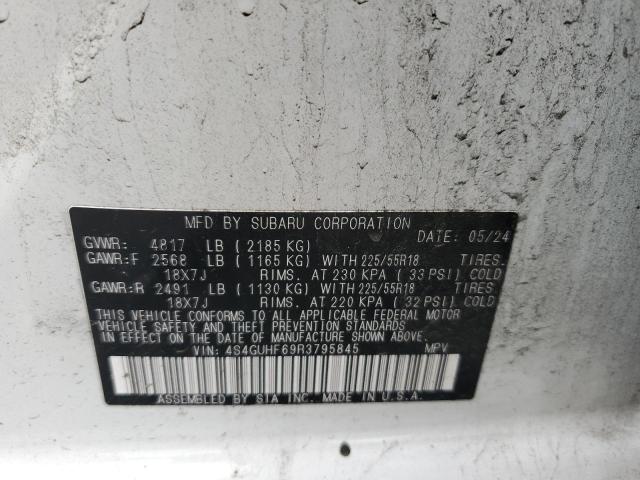 MFD BY SUBARU CORPORATION DATE: 05/24
GVWR: 4817 LB (2185 KG)
GAWR:F 2568 LB (1165 KG) WITH 225/55R18 TIRES.
18X7J RIMS. AT 230 KPA (33 PSI) COLD
GAWR:R 2491 LB (1130 KG) WITH 225/55R18 TIRES.
18X7J RIMS. AT 220 KPA (32 PSI) COLD
THIS VEHICLE CONFORMS TO ALL APPLICABLE FEDERAL MOTOR
VEHICLE SAFETY AND THEFT PREVENTION STANDARDS
IN EFFECT ON THE DATE OF MANUFACTURE SHOWN ABOVE.
VIN: 4S4GUHF69R3795845 MPV
ASSEMBLED BY SIA INC. MADE IN U.S.A.